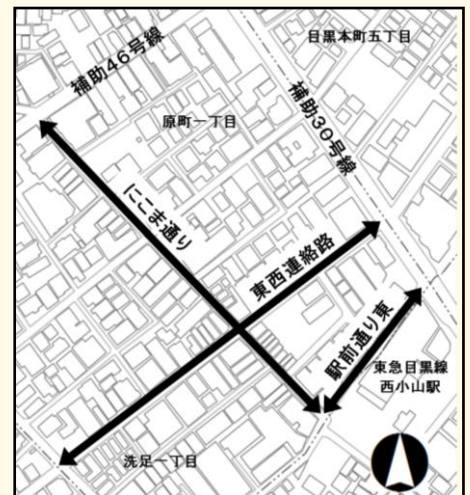 目黒本町五丁目
補助46号線
補助30号線
原町一丁目
にこま通り
東西連絡路
駅前通り東
東急目黒線
西小山駅
洗足一丁目